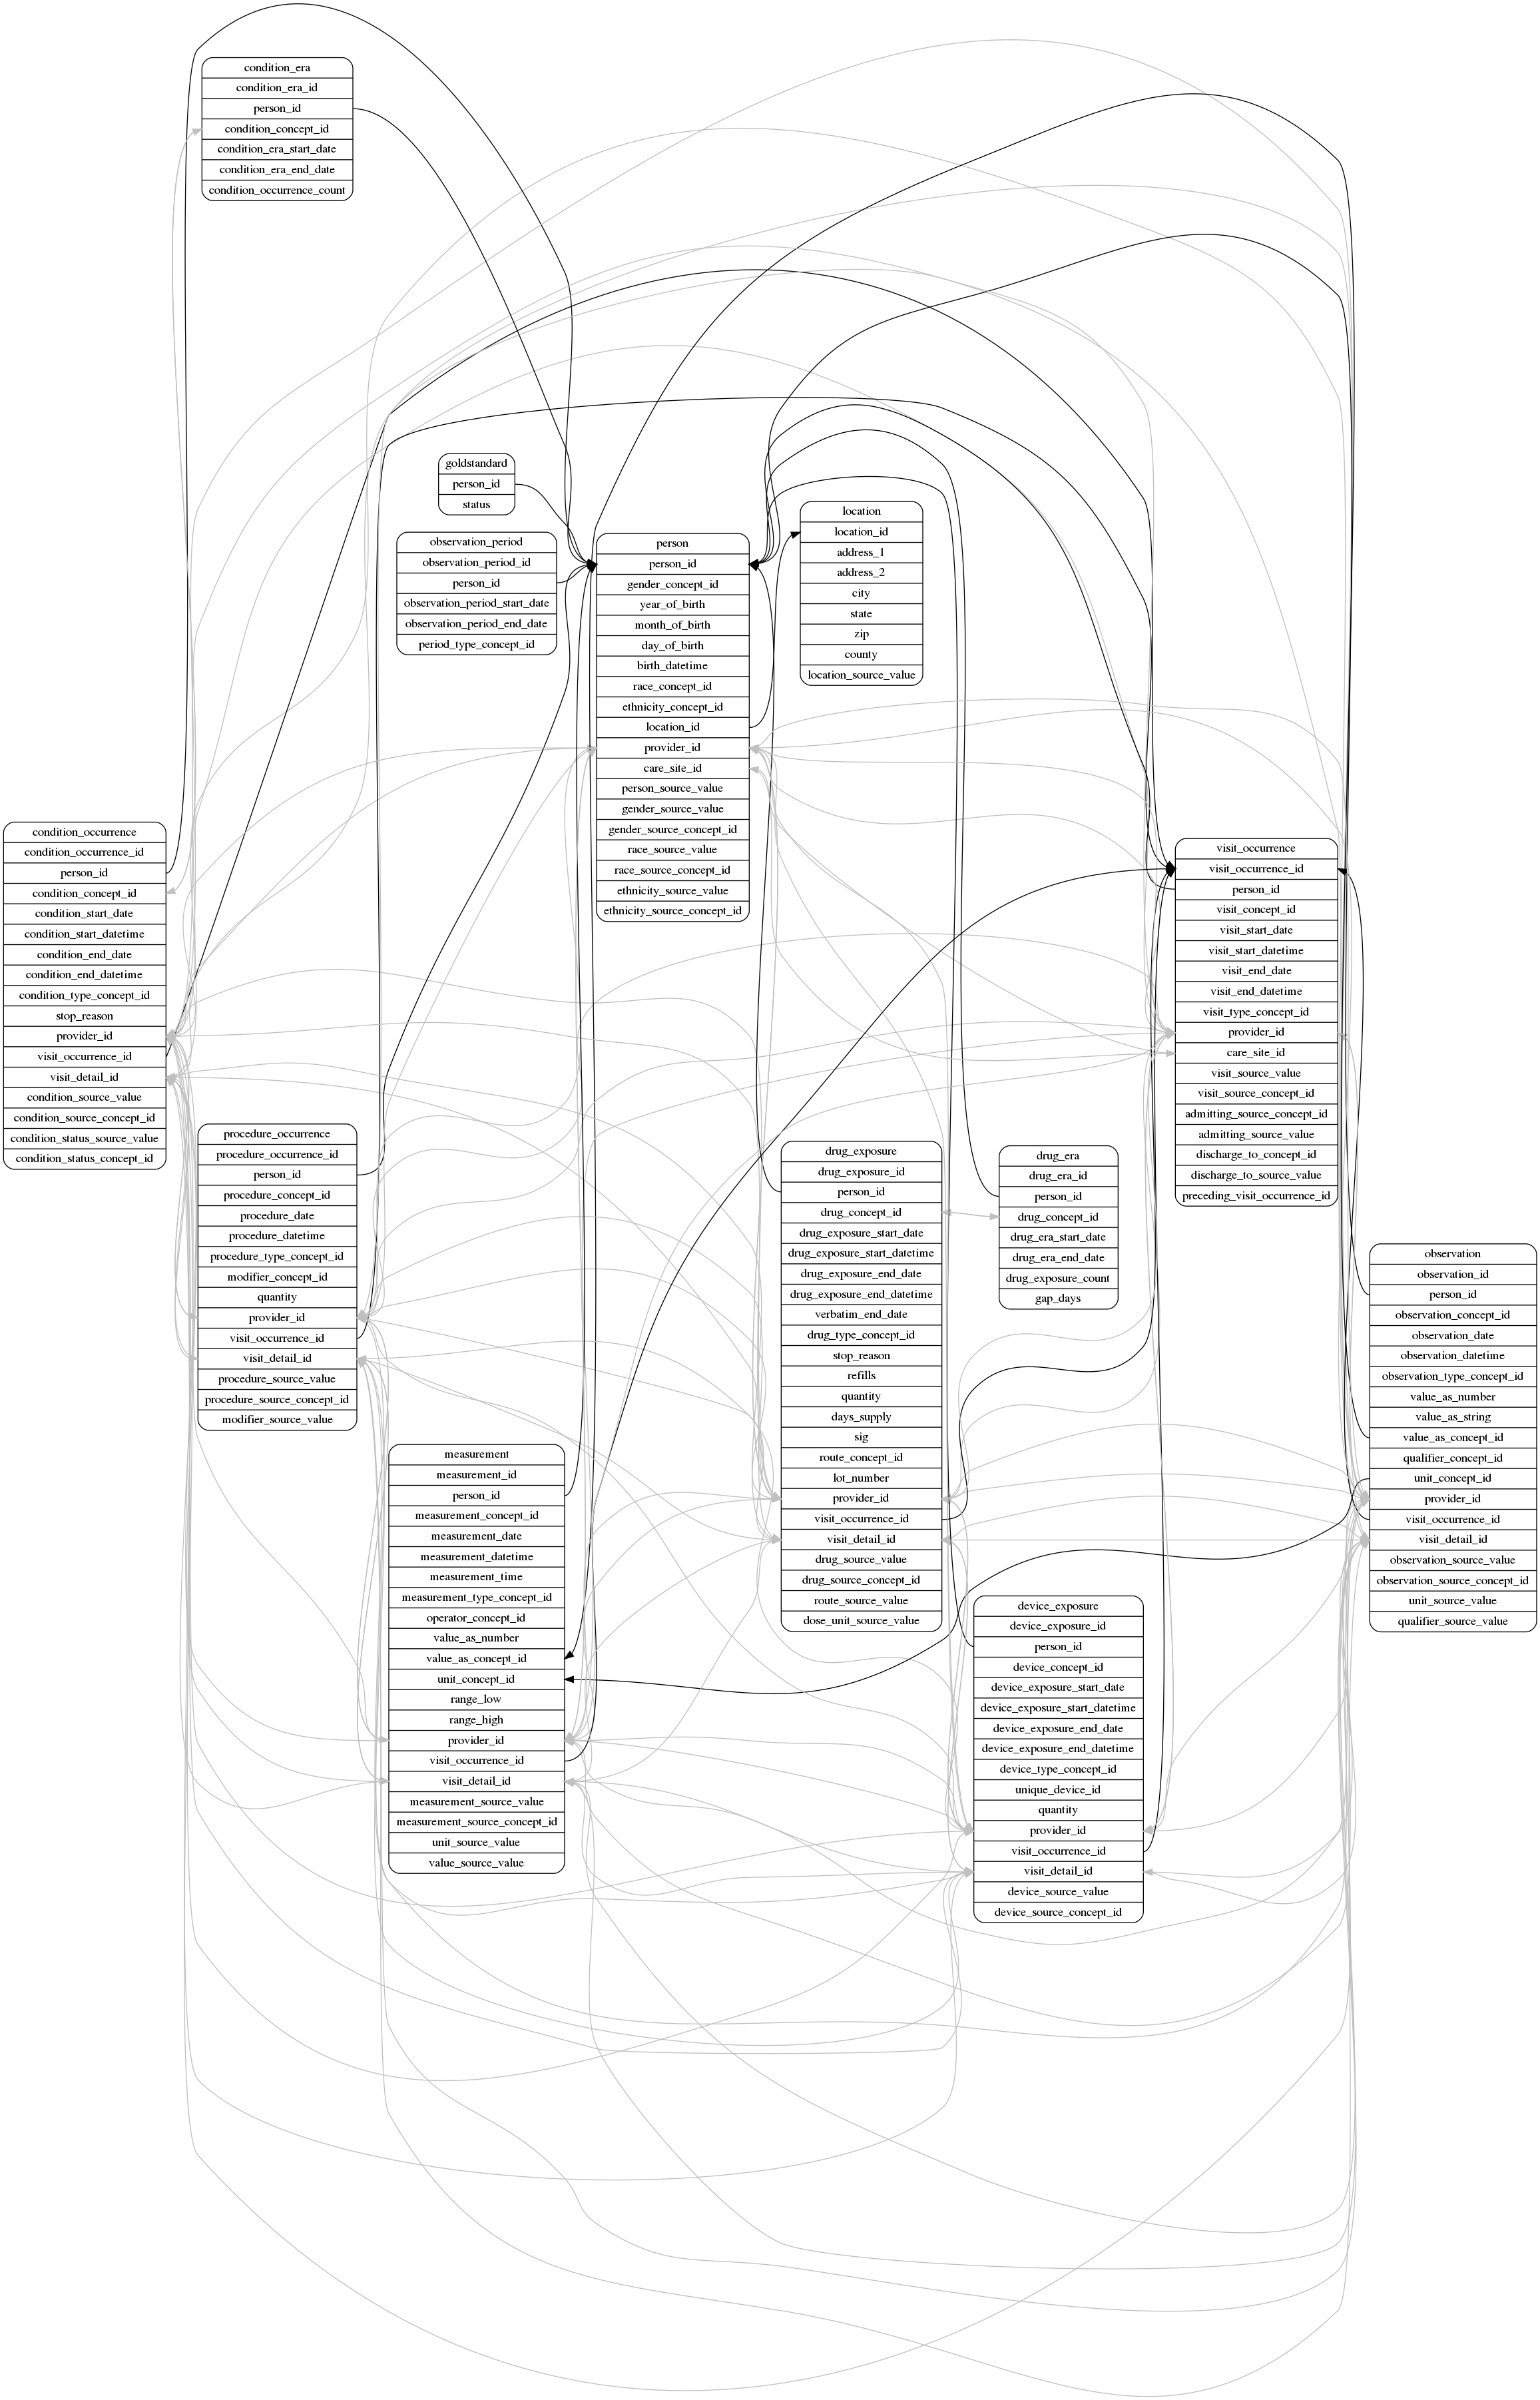 condition_era
condition_era_id
person_id
condition_concept_id
condition_era_start_date
condition_era_end_date
condition_occurrence_count
goldstandard
person_id
status
observation_period
observation_period_id
person_id
observation_period_start_date
observation_period_end_date
period_type_concept_id
person
person_id
gender_concept_id
year_of_birth
month_of_birth
day_of_birth
birth_datetime
race_concept_id
ethnicity_concept_id
location_id
provider_id
care_site_id
person_source_value
gender_source_value
gender_source_concept_id
race_source_value
race_source_concept_id
ethnicity_source_value
ethnicity_source_concept_id
location
location_id
address_1
address_2
city
state
zip
county
location_source_value
condition_occurrence
condition_occurrence_id
person_id
condition_concept_id
condition_start_date
condition_start_datetime
condition_end_date
condition_end_datetime
condition_type_concept_id
stop_reason
provider_id
visit_occurrence_id
visit_detail_id
condition_source_value
condition_source_concept_id
condition_status_source_value
condition_status_concept_id
visit_occurrence
visit_occurrence_id
person_id
visit_concept_id
visit_start_date
visit_start_datetime
visit_end_date
visit_end_datetime
visit_type_concept_id
provider_id
care_site_id
visit_source_value
visit_source_concept_id
admitting_source_concept_id
admitting_source_value
discharge_to_concept_id
discharge_to_source_value
preceding_visit_occurrence_id
procedure_occurrence
procedure_occurrence_id
person_id
procedure_concept_id
procedure_date
procedure_datetime
procedure_type_concept_id
modifier_concept_id
quantity
provider_id
visit_occurrence_id
visit_detail_id
procedure_source_value
procedure_source_concept_id
modifier_source_value
drug_exposure
drug_exposure_id
person_id
drug_concept_id
drug_exposure_start_date
drug_exposure_start_datetime
drug_exposure_end_date
drug_exposure_end_datetime
verbatim_end_date
drug_type_concept_id
stop_reason
refills
quantity
days_supply
sig
route_concept_id
lot_number
provider_id
visit_occurrence_id
visit_detail_id
drug_source_value
drug_source_concept_id
route_source_value
dose_unit_source_value
drug_era
drug_era_id
person_id
drug_concept_id
drug_era_start_date
drug_era_end_date
drug_exposure_count
gap_days
observation
observation_id
person_id
observation_concept_id
observation_date
observation_datetime
observation_type_concept_id
value_as_number
value_as_string
value_as_concept_id
qualifier_concept_id
unit_concept_id
provider_id
visit_occurrence_id
visit_detail_id
observation_source_value
observation_source_concept_id
unit_source_value
qualifier_source_value
measurement
measurement_id
person_id
measurement_concept_id
measurement_date
measurement_datetime
measurement_time
measurement_type_concept_id
operator_concept_id
value_as_number
value_as_concept_id
unit_concept_id
range_low
range_high
provider_id
visit_occurrence_id
visit_detail_id
measurement_source_value
measurement_source_concept_id
unit_source_value
value_source_value
device_exposure
device_exposure_id
person_id
device_concept_id
device_exposure_start_date
device_exposure_start_datetime
device_exposure_end_date
device_exposure_end_datetime
device_type_concept_id
unique_device_id
quantity
provider_id
visit_occurrence_id
visit_detail_id
device_source_value
device_source_concept_id